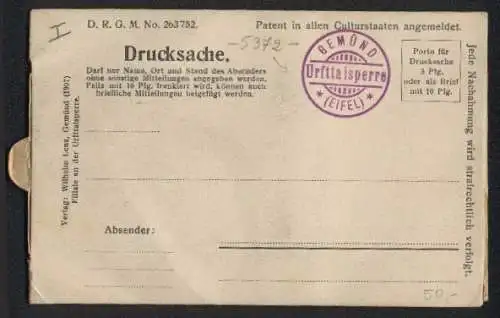 D. R. G. M. No. 263752.
Patent in allen Culturstaaten angemeldet.
I
Drucksache.
-5372-
Darf nur Name, Ort und Stand des Absenders
ohne sonstige Mitteilungen angegeben werden.
Falls mit 10 Pfg. frankiert wird, können auch
briefliche Mitteilungen beigefügt werden.
GEMÜND
Urfttalsperre
* (EIFEL) *
Porto für
Drucksache
3 Pfg.
oder als Brief
mit 10 Pfg.
Jede Nachahmung wird strafrechtlich verfolgt.
Verlag: Wilhelm Lenz, Gemünd (1907)
Filiale an der Urfttalsperre.
Absender:
50.-